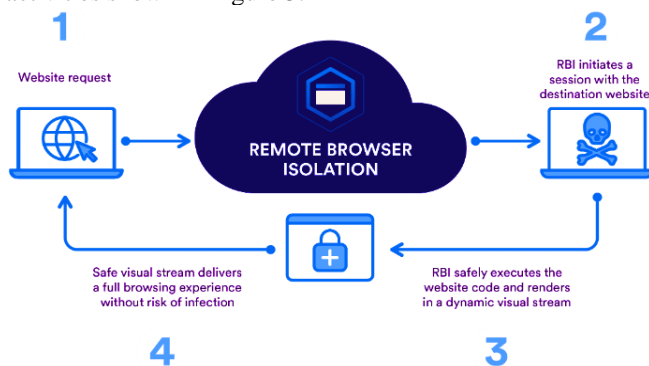 1
2
Website request
RBI initiates a
session with the
destination website
REMOTE BROWSER
ISOLATION
Safe visual stream delivers
a full browsing experience
without risk of infection
RBI safely executes the
website code and renders
in a dynamic visual stream
4
3